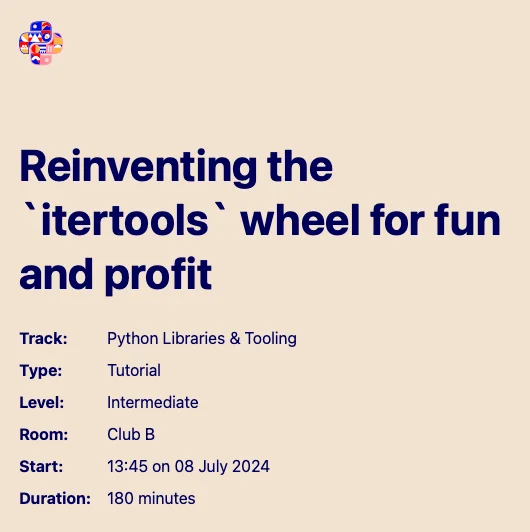 Reinventing the
`itertools` wheel for fun
and profit
Track: Python Libraries & Tooling
Type: Tutorial
Level: Intermediate
Room: Club B
Start: 13:45 on 08 July 2024
Duration: 180 minutes